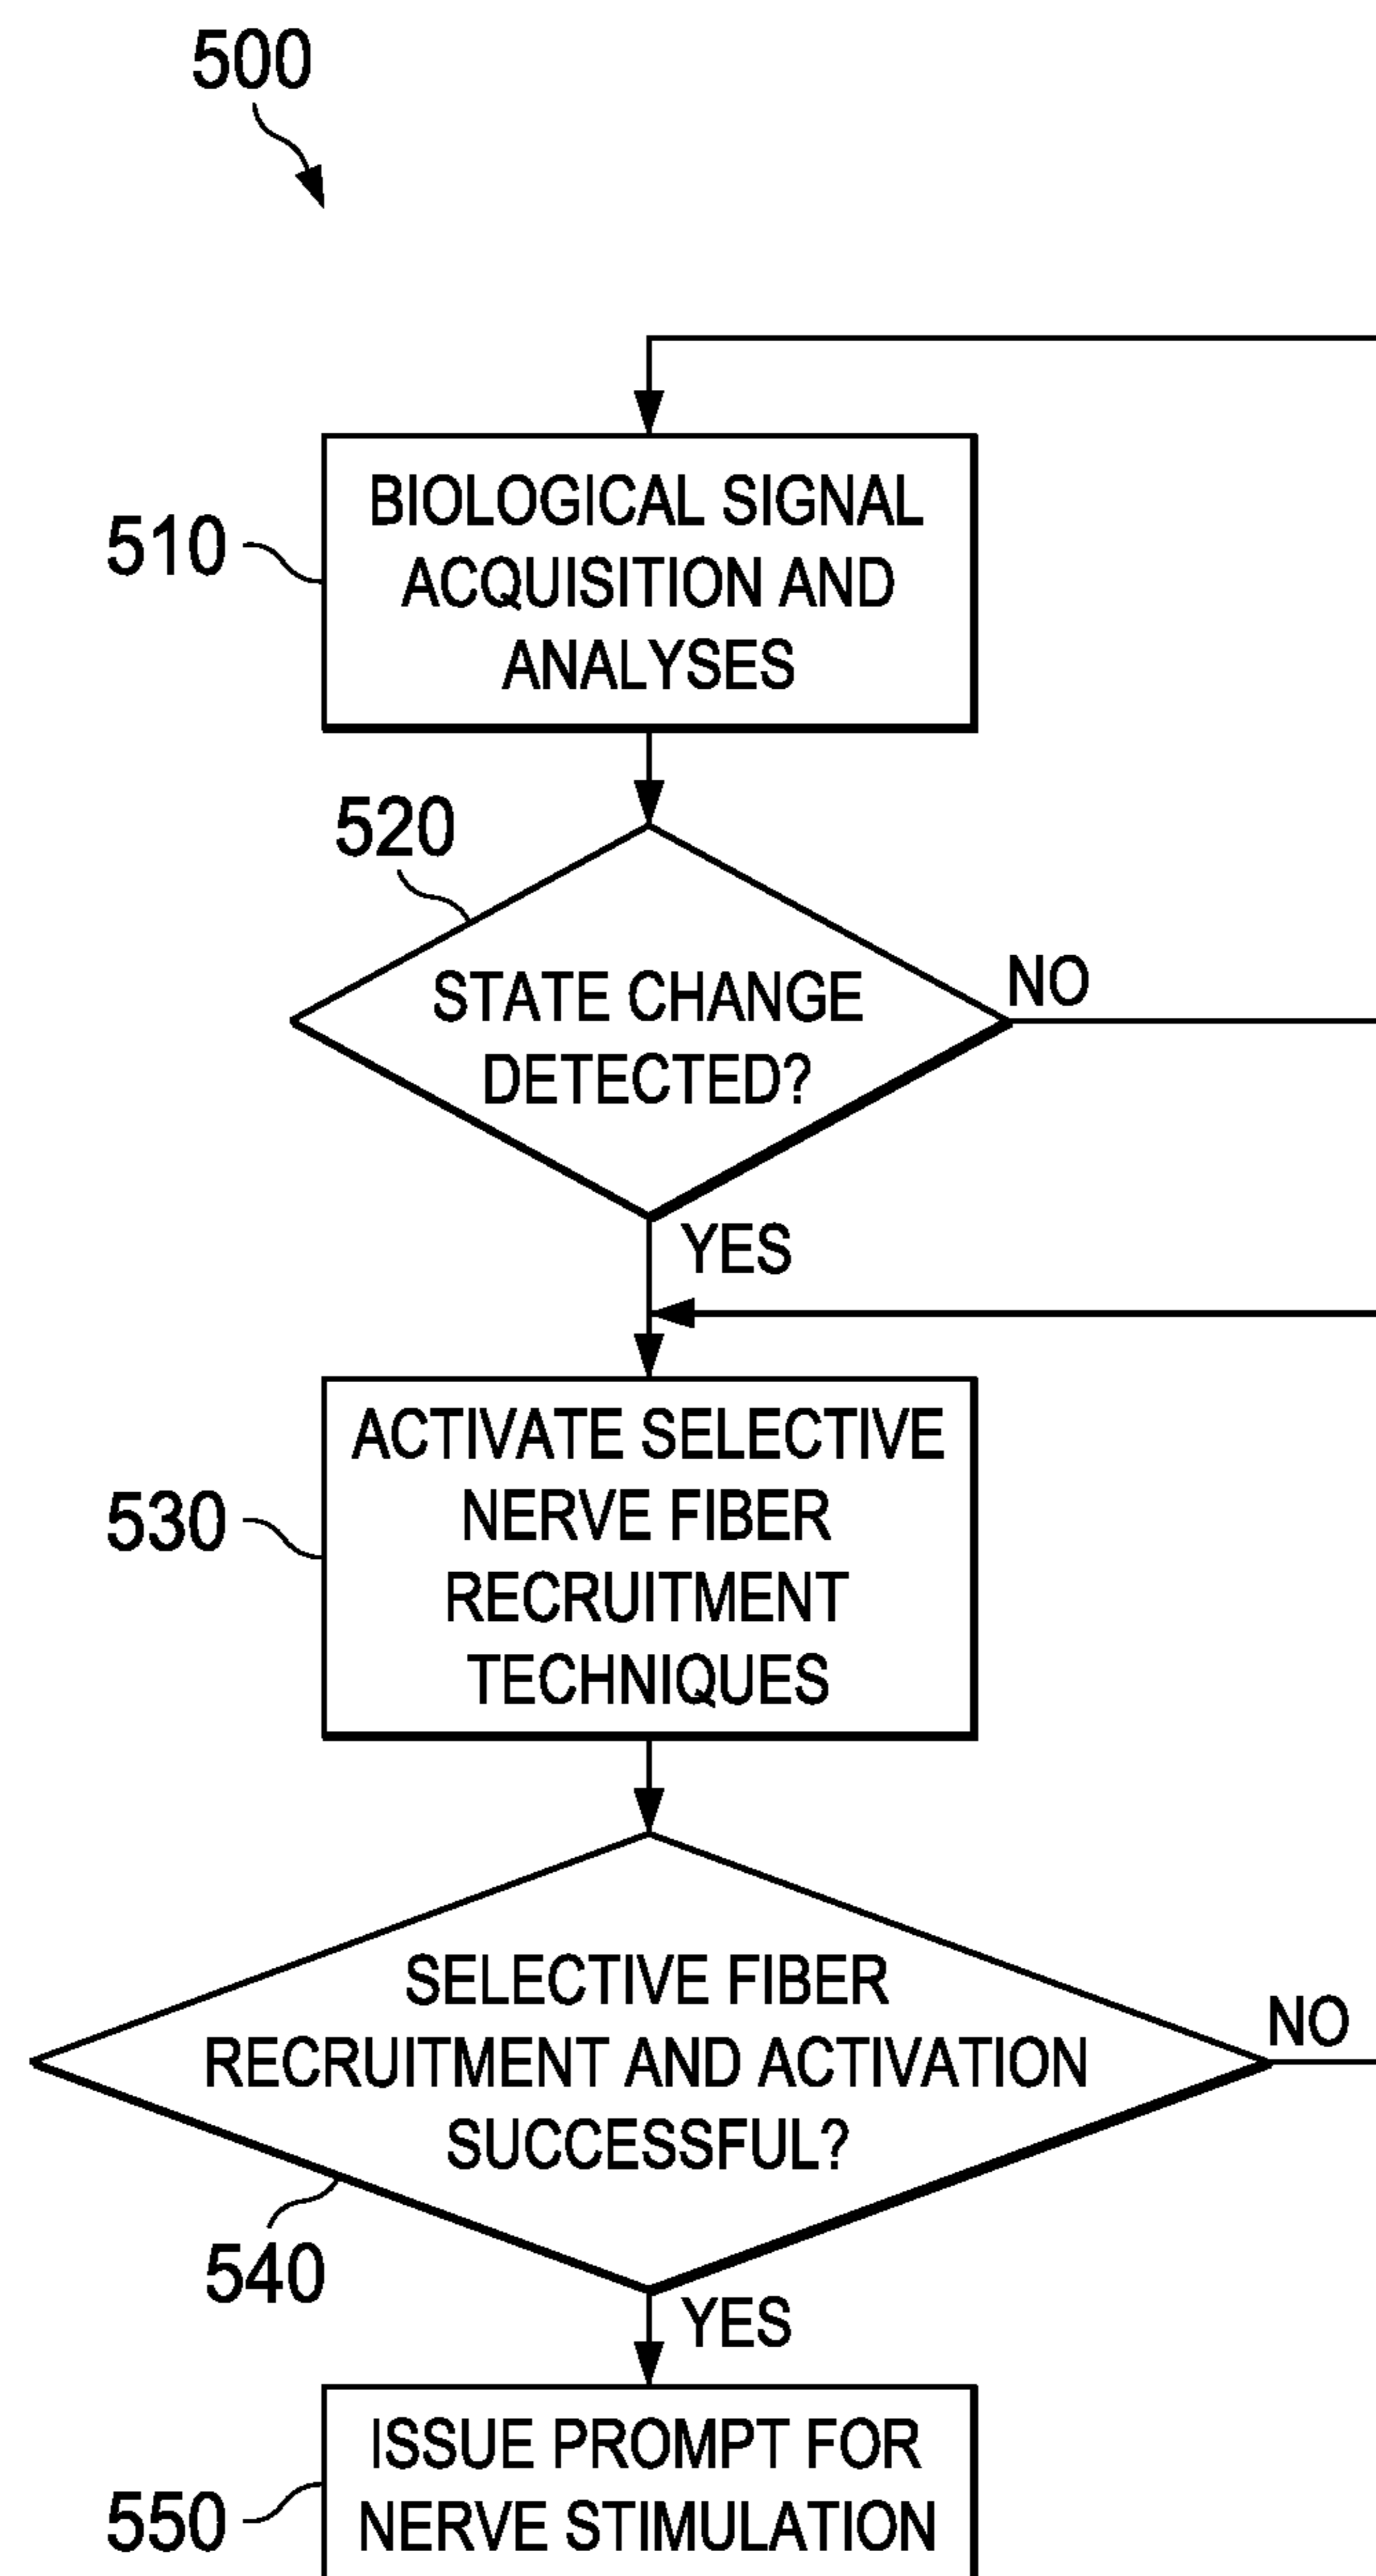 500
510
BIOLOGICAL SIGNAL
ACQUISITION AND
ANALYSES
520
STATE CHANGE
DETECTED?
NO
YES
530
ACTIVATE SELECTIVE
NERVE FIBER
RECRUITMENT
TECHNIQUES
SELECTIVE FIBER
RECRUITMENT AND ACTIVATION
SUCCESSFUL?
NO
540
YES
550
ISSUE PROMPT FOR
NERVE STIMULATION